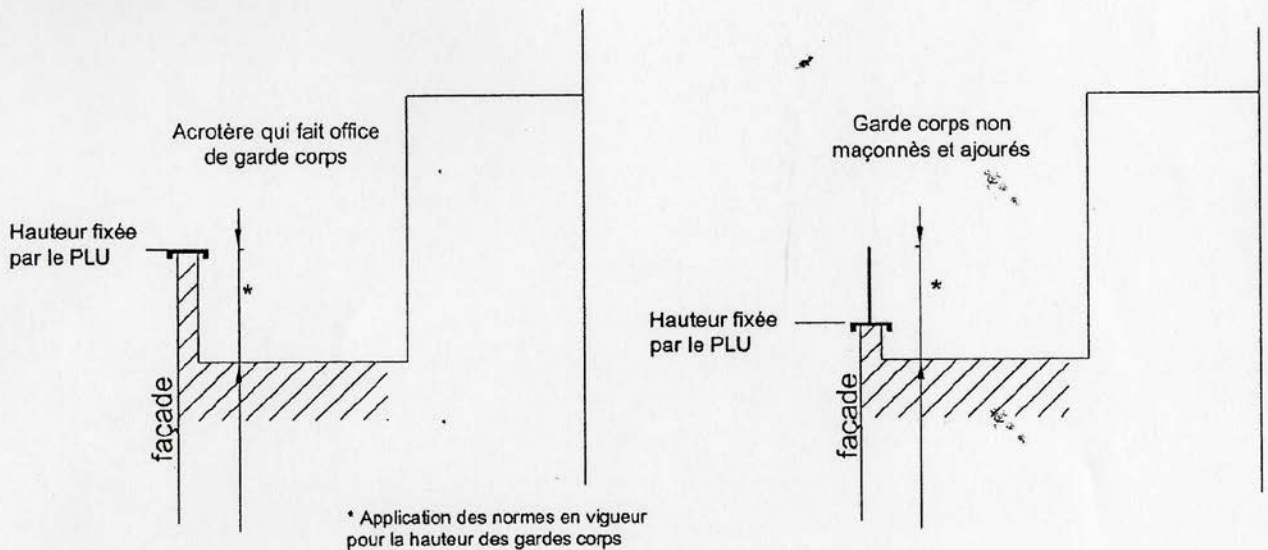 Acrotère qui fait office
de garde corps
Hauteur fixée
par le PLU
*
façade
* Application des normes en vigueur
pour la hauteur des gardes corps
Garde corps non
maçonnès et ajourés
Hauteur fixée
par le PLU
*
façade